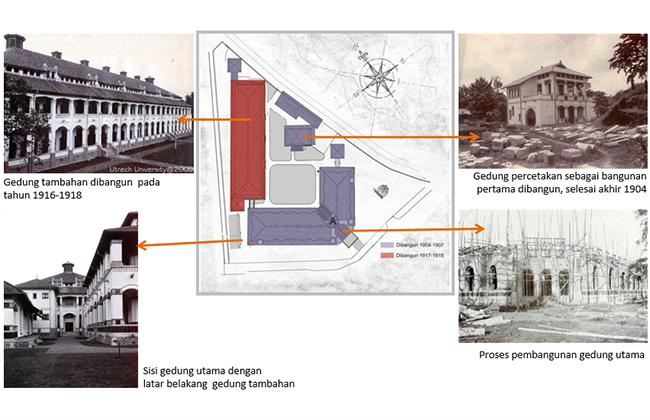 Utrech University@2009
Gedung tambahan dibangun pada
tahun 1916-1918
Gedung percetakan sebagai bangunan
pertama dibangun, selesai akhir 1904
A
Dibangun 1904-1907
Dibangun 1917-1918
Sisi gedung utama dengan
latar belakang gedung tambahan
Proses pembangunan gedung utama